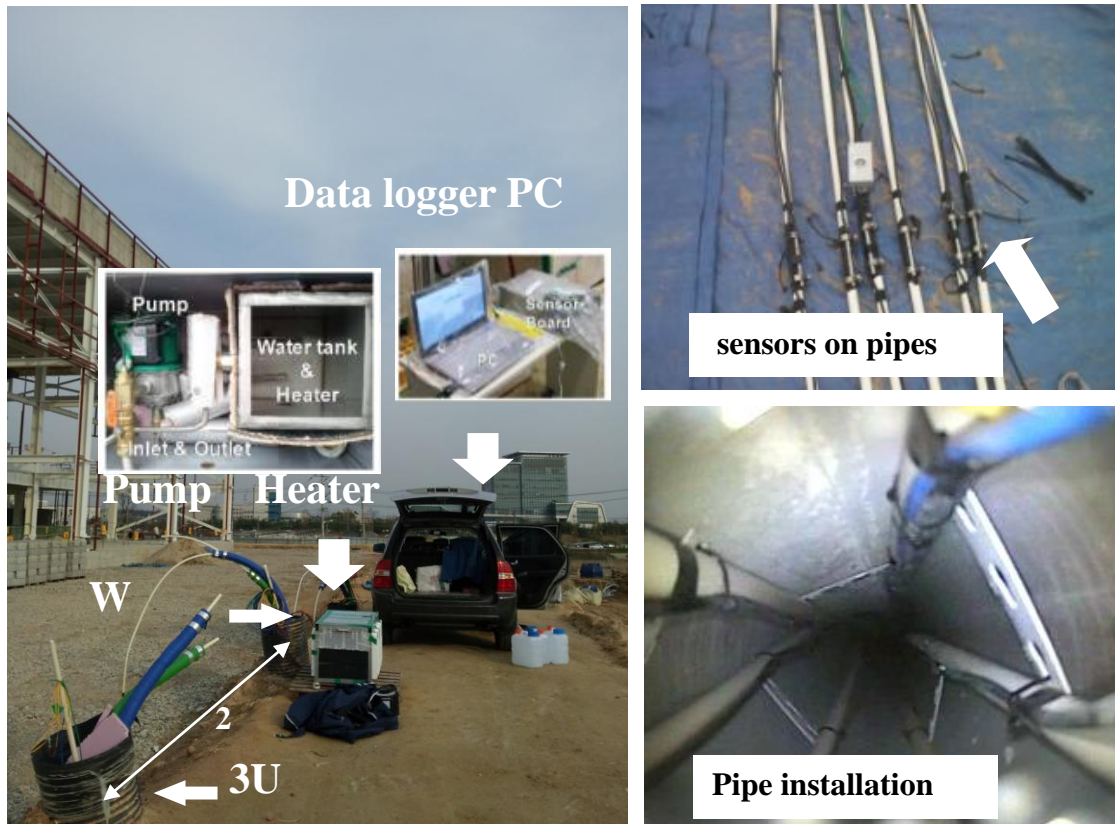 Data logger PC
Pump
Water tank
&
Heater
Inlet & Outlet
Sensor
Board
PC
Pump Heater
W
2
3U
sensors on pipes
Pipe installation